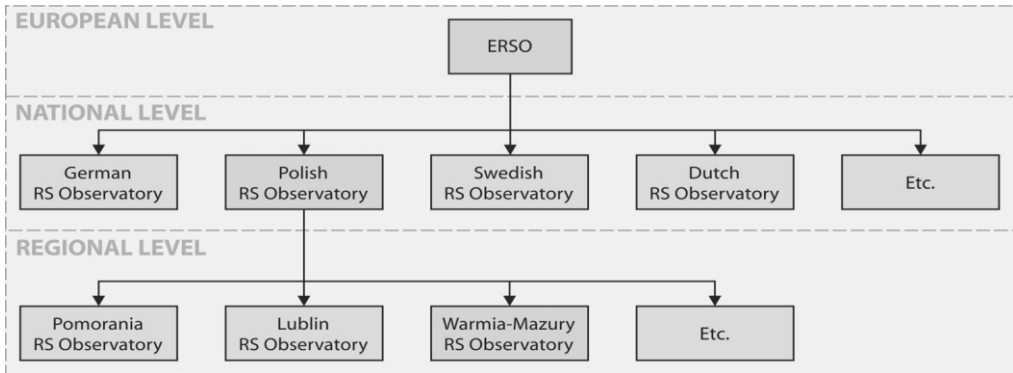 EUROPEAN LEVEL
ERSO
NATIONAL LEVEL
German
RS Observatory
Polish
RS Observatory
Swedish
RS Observatory
Dutch
RS Observatory
Etc.
REGIONAL LEVEL
Pomorania
RS Observatory
Lublin
RS Observatory
Warmia-Mazury
RS Observatory
Etc.